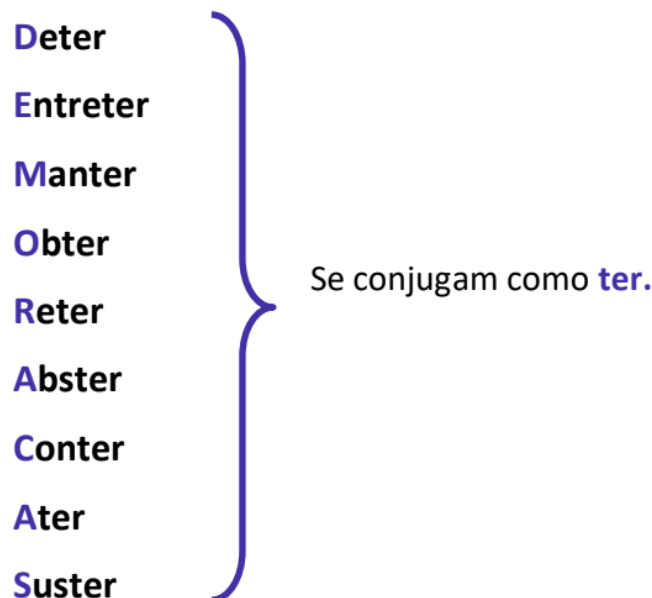 Deter
Entreter
Manter
Obter
Se conjugam como ter.
Reter
Abster
Conter
Ater
Suster